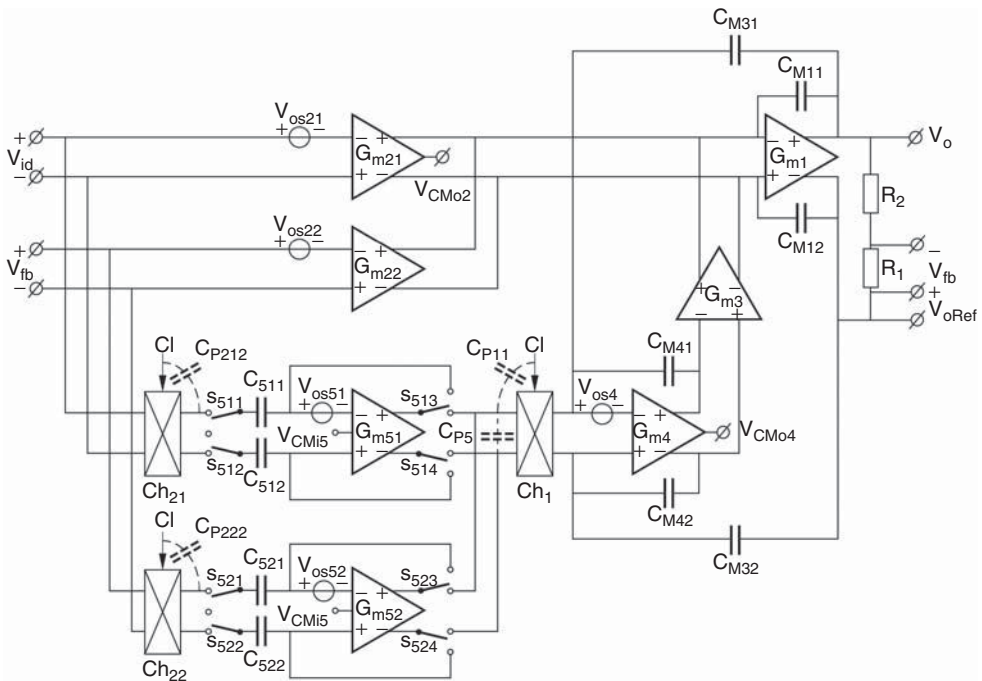 C_M31
C_M11
+ V_os21 + − − + − + V_o
V_id G_m21 G_m1
− + − + − R_2
V_CMo2
C_M12
+ V_os22 + − − + −
V_fb G_m22 R_1 V_fb
− + − + − +
G_m3 V_oRef
− +
Cl C_P212 C_P11 Cl C_M41
C_511 V_os51 s_513 V_os4
s_511 + − − + + − − +
V_CMi5 G_m51 C_P5 G_m4 V_CMo4
+ − s_514 + −
s_512 C_512
Ch_21 Ch_1 C_M42
Cl C_P222 C_M32
C_521 V_os52 s_523
s_521 + − − +
V_CMi5 G_m52
+ − s_524
s_522 C_522
Ch_22